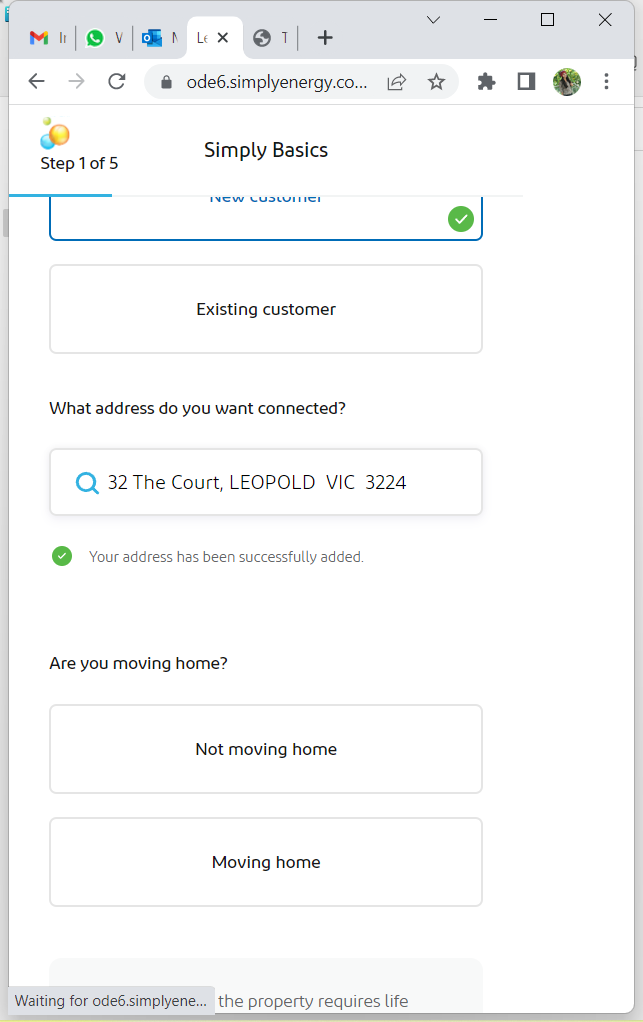 Le
ode6.simplyenergy.co...
Step 1 of 5
Simply Basics
New customer
Existing customer
What address do you want connected?
32 The Court, LEOPOLD VIC 3224
Your address has been successfully added.
Are you moving home?
Not moving home
Moving home
Waiting for ode6.simplyene...
the property requires life